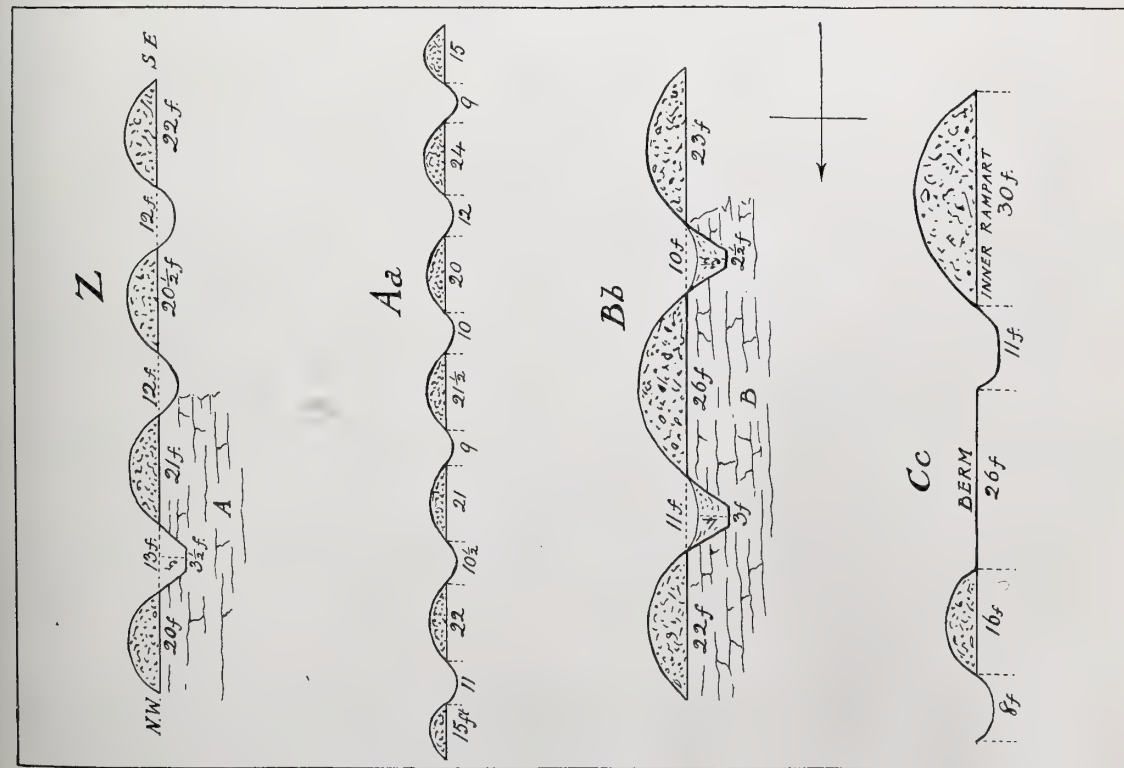 Z
N.W. S E
13f. 12f. 12f.
20f 21f. 20½f 22f.
3½f.
A
Aa
15ft 11 22 10½ 21 9 21½ 10 20 12 24 9 15
Bb
11f 10f
22f 26f 23f
3f 2½f
B
Cc
BERM INNER RAMPART
8f 16f 26f 11f. 30f.